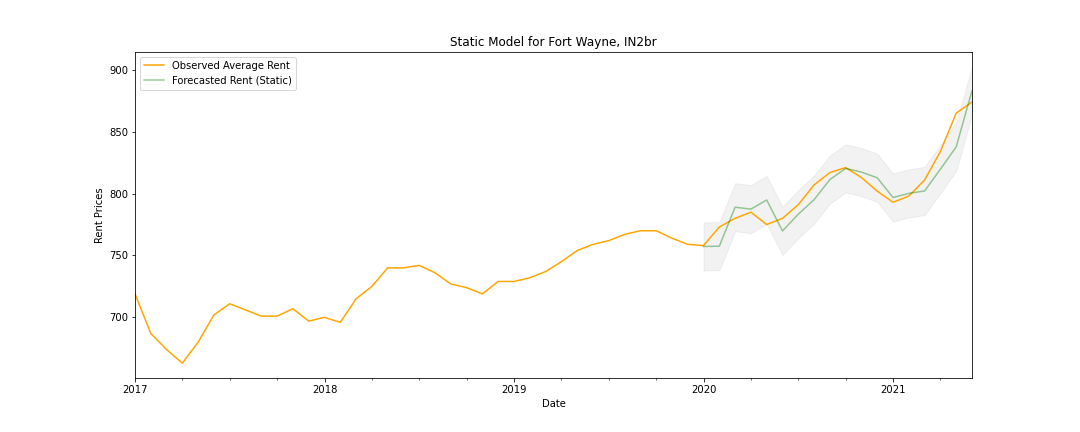 Static Model for Fort Wayne, IN2br
Observed Average Rent
Forecasted Rent (Static)
900
850
800
750
700
Rent Prices
2017 2018 2019 2020 2021
Date